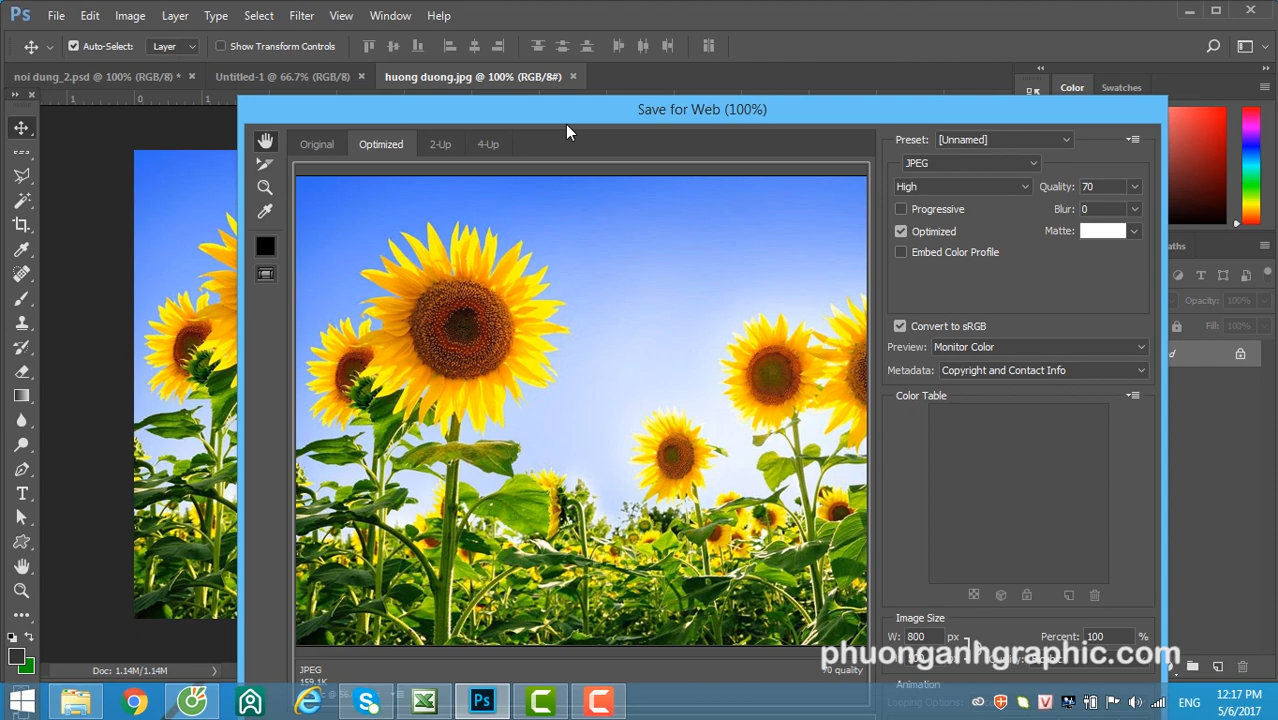 Ps File Edit Image Layer Type Select Filter View Window Help
Auto-Select: Layer Show Transform Controls
noi dung_2.psd @ 100% (RGB/8) * × Untitled-1 @ 66.7% (RGB/8) × huong duong.jpg @ 100% (RGB/8#) ×
Color Swatches
1 0 1
Save for Web (100%)
Original Optimized 2-Up 4-Up
Preset: [Unnamed]
JPEG
High Quality: 70
Progressive Blur: 0
Optimized Matte:
Embed Color Profile
Convert to sRGB
Preview: Monitor Color
Metadata: Copyright and Contact Info
Color Table
Image Size
W: 800 px Percent: 100 %
Animation
Looping Options:
JPEG
159.1K
70 quality
aths
Opacity: 100%
Fill: 100%
d
Doc: 1.14M/1.14M
phuonganhgraphic.com
ENG
12:17 PM
5/6/2017